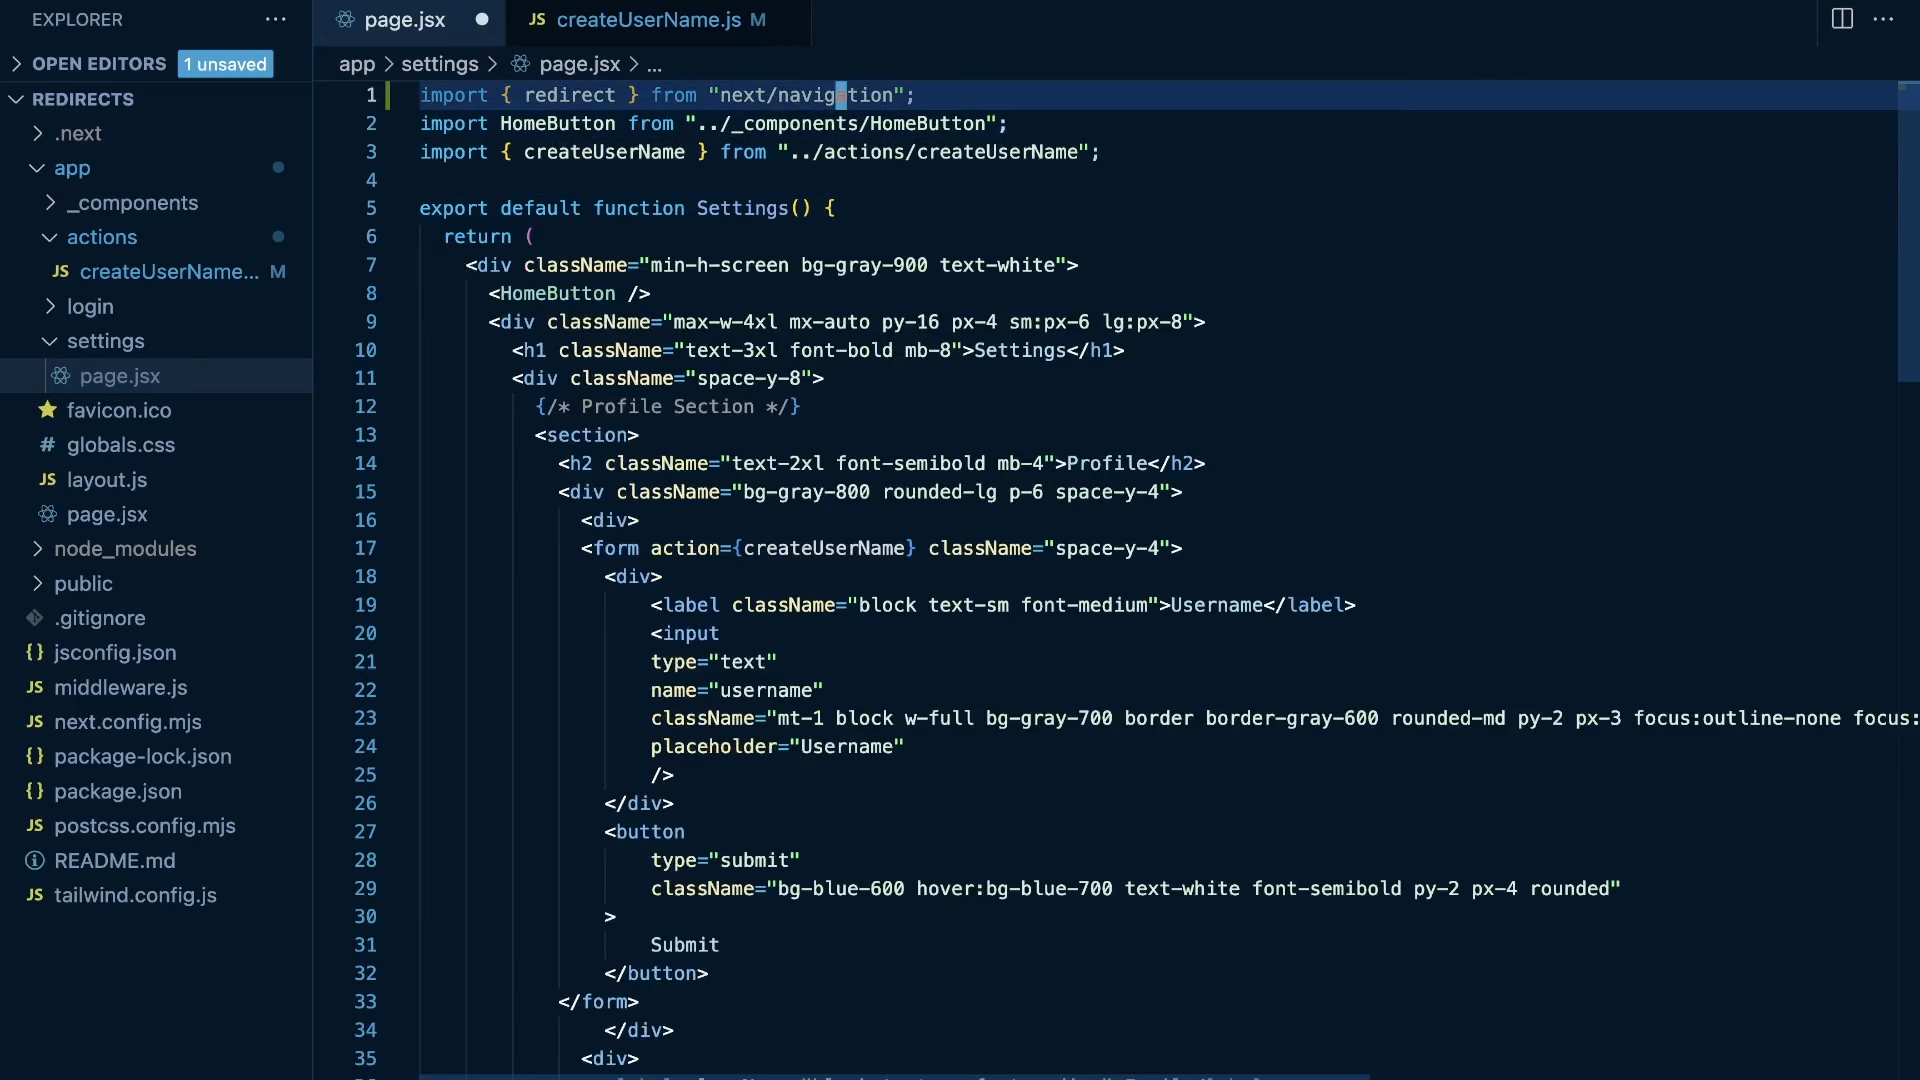 EXPLORER
OPEN EDITORS 1 unsaved
REDIRECTS
.next
app
_components
actions
JS createUserName... M
login
settings
page.jsx
favicon.ico
# globals.css
JS layout.js
page.jsx
node_modules
public
.gitignore
{} jsconfig.json
JS middleware.js
JS next.config.mjs
{} package-lock.json
{} package.json
JS postcss.config.mjs
README.md
JS tailwind.config.js
page.jsx
JS createUserName.js M
app > settings > page.jsx > ...
1 import { redirect } from "next/navigation";
2 import HomeButton from "../_components/HomeButton";
3 import { createUserName } from "../actions/createUserName";
4
5 export default function Settings() {
6 return (
7 <div className="min-h-screen bg-gray-900 text-white">
8 <HomeButton />
9 <div className="max-w-4xl mx-auto py-16 px-4 sm:px-6 lg:px-8">
10 <h1 className="text-3xl font-bold mb-8">Settings</h1>
11 <div className="space-y-8">
12 {/* Profile Section */}
13 <section>
14 <h2 className="text-2xl font-semibold mb-4">Profile</h2>
15 <div className="bg-gray-800 rounded-lg p-6 space-y-4">
16 <div>
17 <form action={createUserName} className="space-y-4">
18 <div>
19 <label className="block text-sm font-medium">Username</label>
20 <input
21 type="text"
22 name="username"
23 className="mt-1 block w-full bg-gray-700 border border-gray-600 rounded-md py-2 px-3 focus:outline-none focus:
24 placeholder="Username"
25 />
26 </div>
27 <button
28 type="submit"
29 className="bg-blue-600 hover:bg-blue-700 text-white font-semibold py-2 px-4 rounded"
30 >
31 Submit
32 </button>
33 </form>
34 </div>
35 <div>